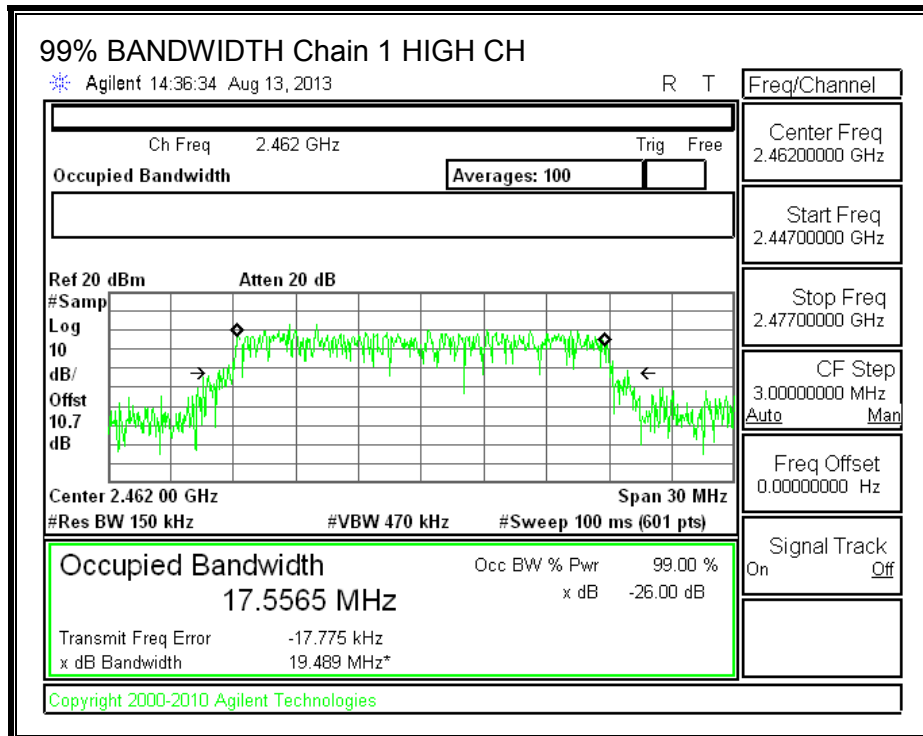 99% BANDWIDTH Chain 1 HIGH CH
Agilent 14:36:34 Aug 13, 2013 R T
Freq/Channel
Ch Freq 2.462 GHz Trig Free
Occupied Bandwidth Averages: 100
Center Freq
2.46200000 GHz
Start Freq
2.44700000 GHz
Stop Freq
2.47700000 GHz
CF Step
3.00000000 MHz
Auto Man
Freq Offset
0.00000000 Hz
Signal Track
On Off
Ref 20 dBm Atten 20 dB
#Samp
Log
10
dB/
Offst
10.7
dB
Center 2.462 00 GHz Span 30 MHz
#Res BW 150 kHz #VBW 470 kHz #Sweep 100 ms (601 pts)
Occupied Bandwidth Occ BW % Pwr 99.00 %
17.5565 MHz x dB -26.00 dB
Transmit Freq Error -17.775 kHz
x dB Bandwidth 19.489 MHz*
Copyright 2000-2010 Agilent Technologies